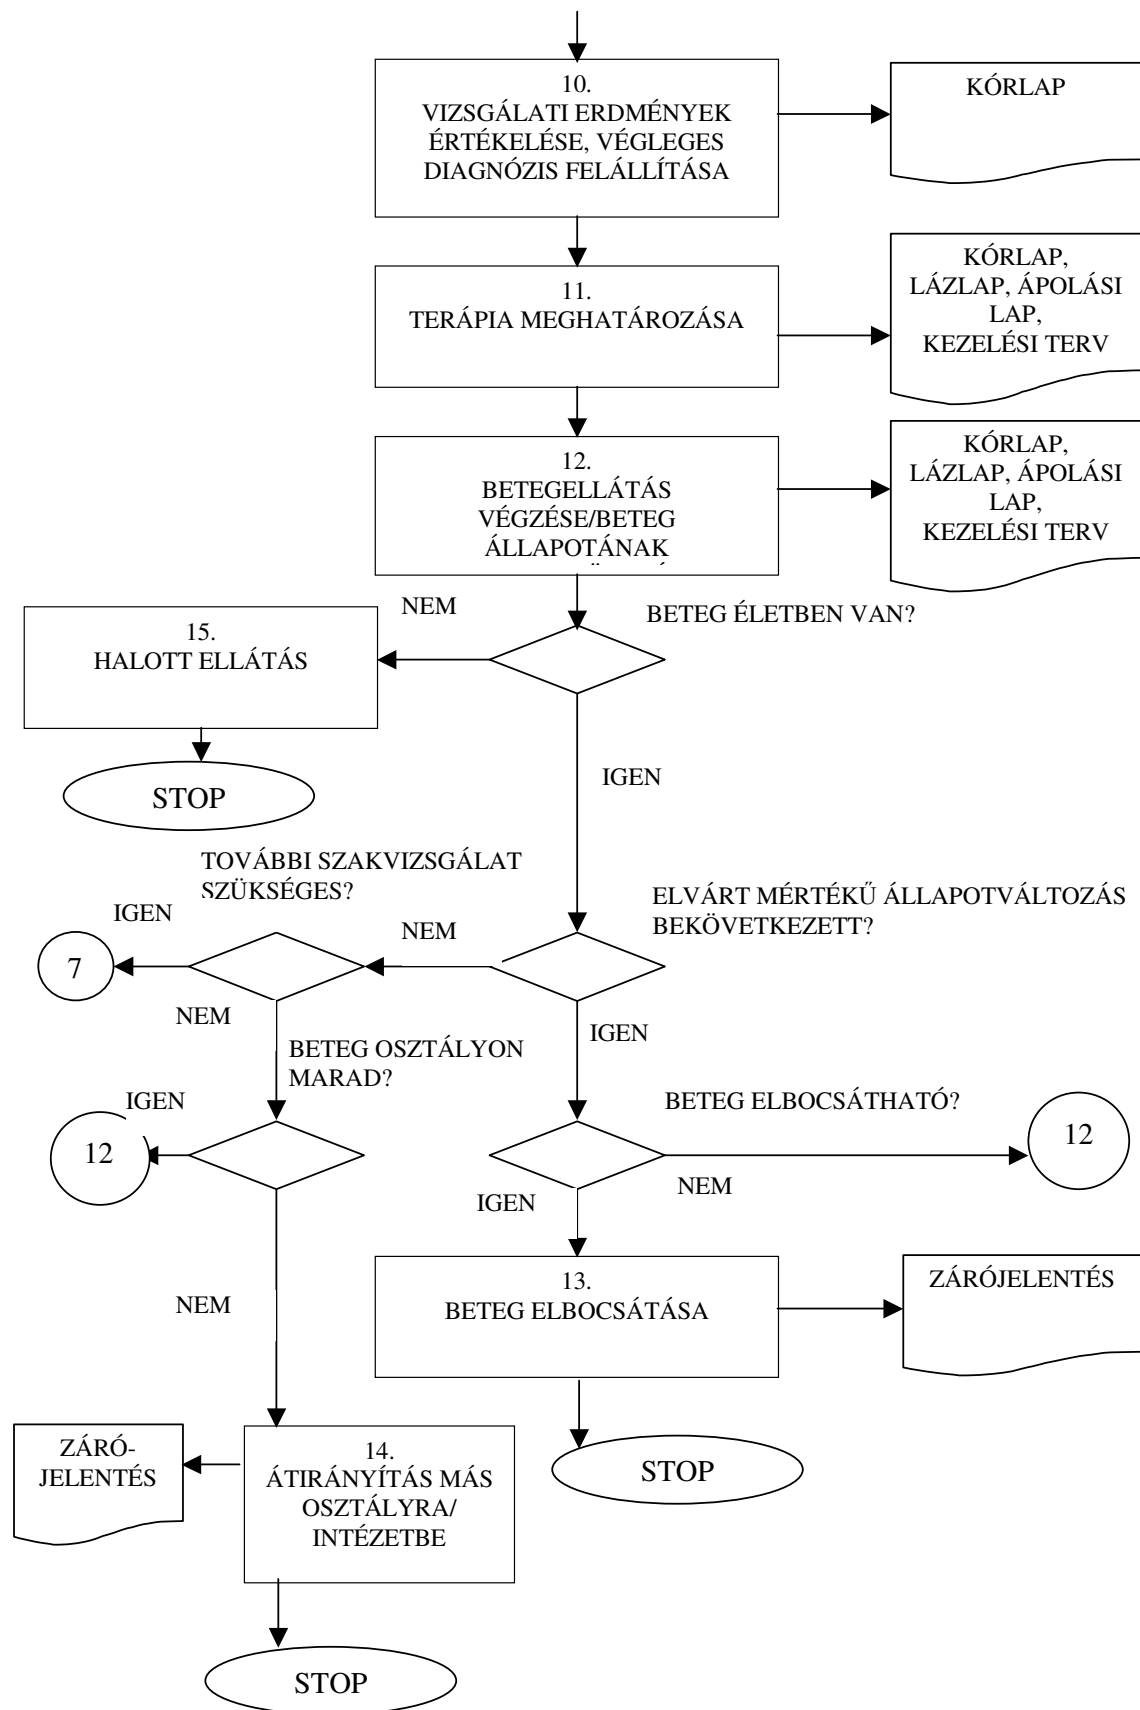 10.
VIZSGÁLATI ERDMÉNYEK
ÉRTÉKELÉSE, VÉGLEGES
DIAGNÓZIS FELÁLLÍTÁSA
KÓRLAP
11.
TERÁPIA MEGHATÁROZÁSA
KÓRLAP,
LÁZLAP, ÁPOLÁSI
LAP,
KEZELÉSI TERV
12.
BETEGELLÁTÁS
VÉGZÉSE/BETEG
ÁLLAPOTÁNAK
KÓRLAP,
LÁZLAP, ÁPOLÁSI
LAP,
KEZELÉSI TERV
NEM
BETEG ÉLETBEN VAN?
15.
HALOTT ELLÁTÁS
IGEN
STOP
TOVÁBBI SZAKVIZSGÁLAT
SZÜKSÉGES?
ELVÁRT MÉRTÉKŰ ÁLLAPOTVÁLTOZÁS
BEKÖVETKEZETT?
IGEN
NEM
7
NEM
IGEN
BETEG OSZTÁLYON
MARAD?
IGEN
BETEG ELBOCSÁTHATÓ?
12
12
NEM
IGEN
13.
BETEG ELBOCSÁTÁSA
ZÁRÓJELENTÉS
NEM
ZÁRÓ-
JELENTÉS
14.
ÁTIRÁNYÍTÁS MÁS
OSZTÁLYRA/
INTÉZETBE
STOP
STOP